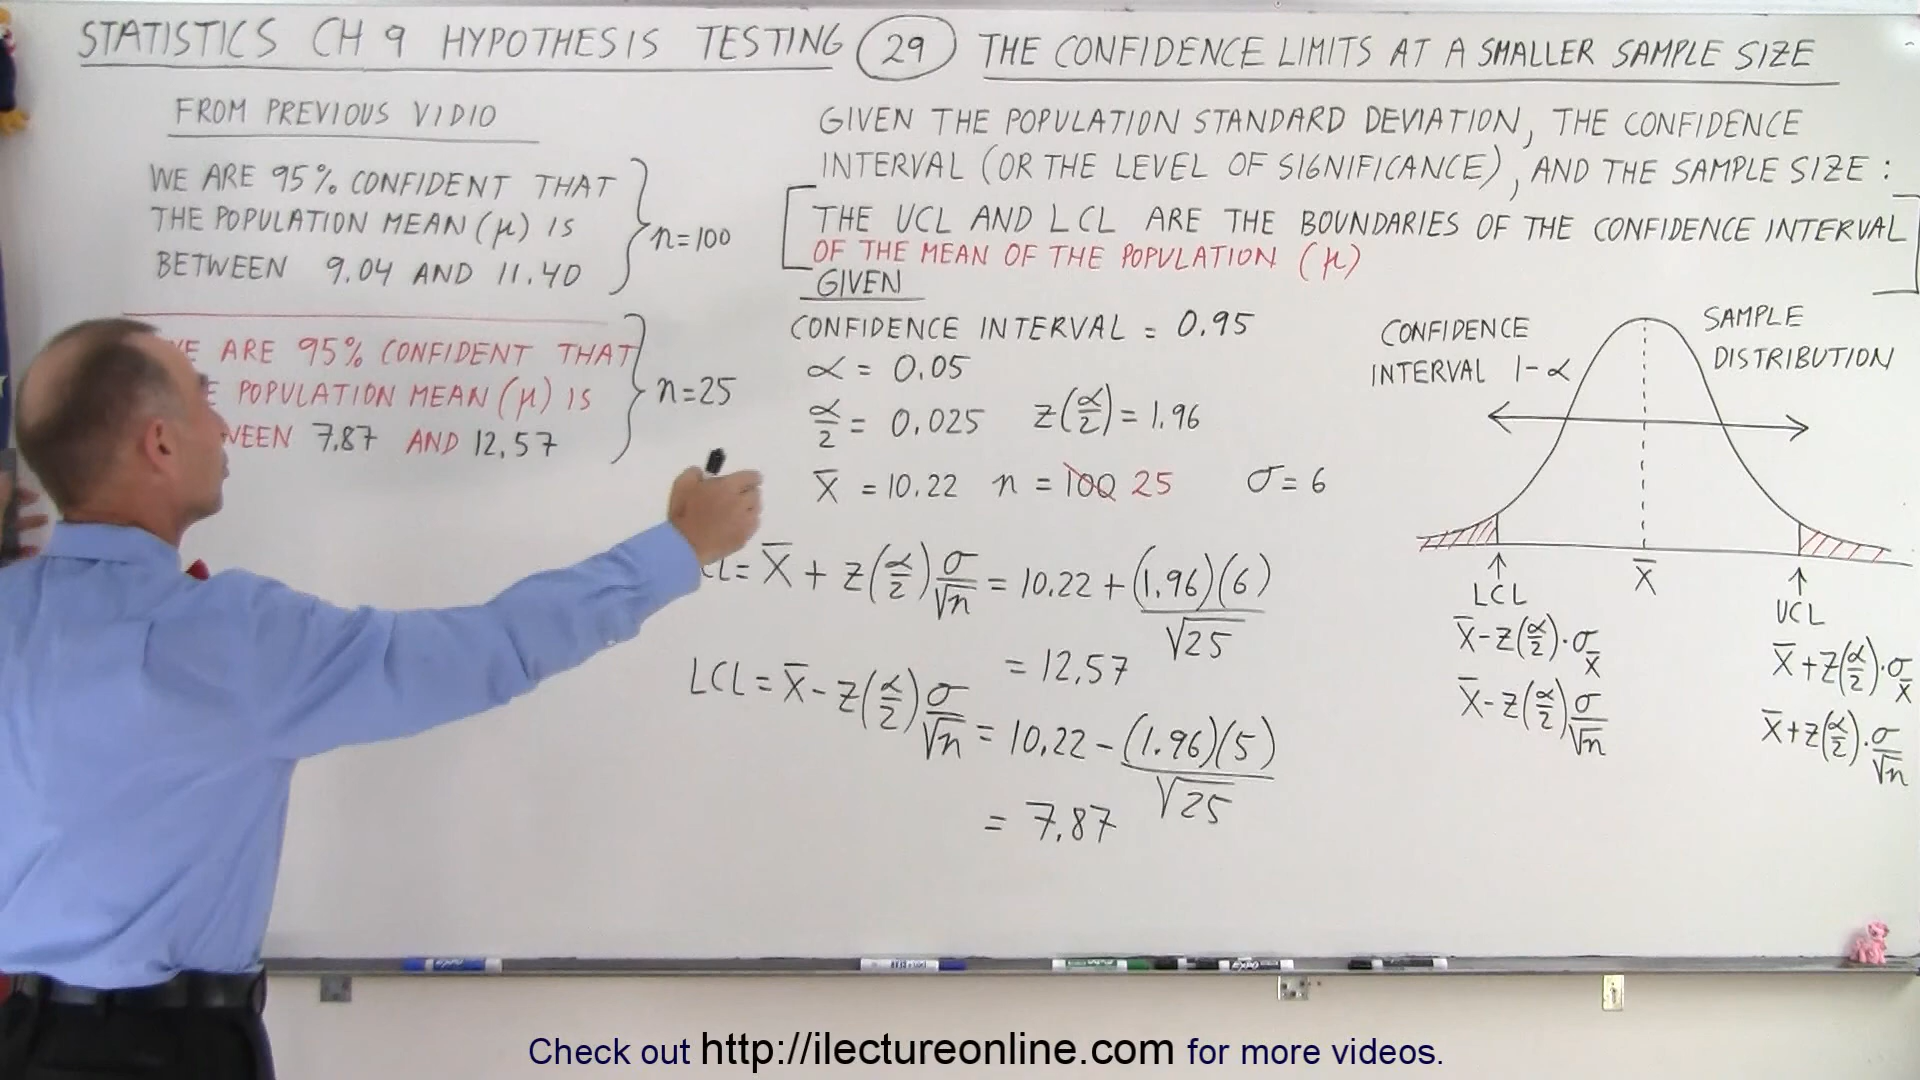 STATISTICS CH 9 HYPOTHESIS TESTING 29 THE CONFIDENCE LIMITS AT A SMALLER SAMPLE SIZE
FROM PREVIOUS VIDIO
WE ARE 95% CONFIDENT THAT
THE POPULATION MEAN (μ) IS
BETWEEN 9.04 AND 11.40
n=100
WE ARE 95% CONFIDENT THAT
POPULATION MEAN (μ) IS
7.87 AND 12.57
n=25
GIVEN THE POPULATION STANDARD DEVIATION, THE CONFIDENCE
INTERVAL (OR THE LEVEL OF SIGNIFICANCE), AND THE SAMPLE SIZE:
THE UCL AND LCL ARE THE BOUNDARIES OF THE CONFIDENCE INTERVAL
OF THE MEAN OF THE POPULATION (μ)
GIVEN
CONFIDENCE INTERVAL = 0.95
α = 0.05
α/2 = 0.025 z(α/2) = 1.96
x̄ = 10.22 n = 100 25 σ = 6
= x̄ + z(α/2) σ/√n = 10.22 + (1.96)(6)/√25
= 12.57
LCL = x̄ - z(α/2) σ/√n = 10.22 - (1.96)(5)/√25
= 7.87
CONFIDENCE
INTERVAL 1-α
SAMPLE
DISTRIBUTION
LCL
x̄ - z(α/2)·σx̄
x̄ - z(α/2) σ/√n
x̄
UCL
x̄ + z(α/2)·σx̄
x̄ + z(α/2)·σ/√n
Check out http://ilectureonline.com for more videos.